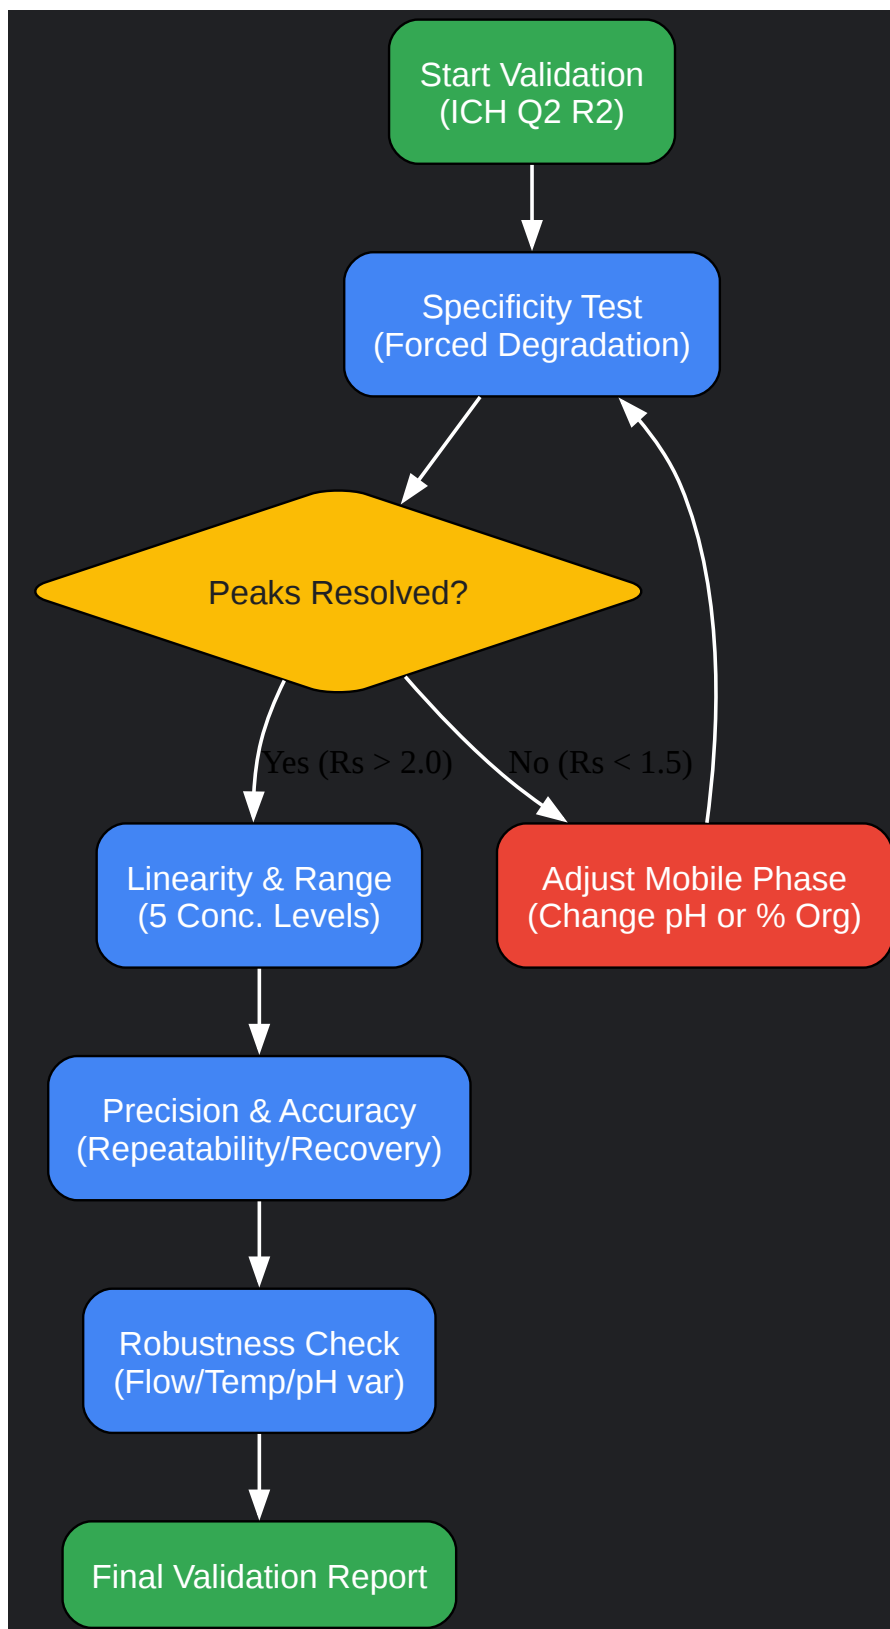 Start Validation
(ICH Q2 R2)
Specificity Test
(Forced Degradation)
Peaks Resolved?
Yes (Rs > 2.0)
No (Rs < 1.5)
Linearity & Range
(5 Conc. Levels)
Adjust Mobile Phase
(Change pH or % Org)
Precision & Accuracy
(Repeatability/Recovery)
Robustness Check
(Flow/Temp/pH var)
Final Validation Report